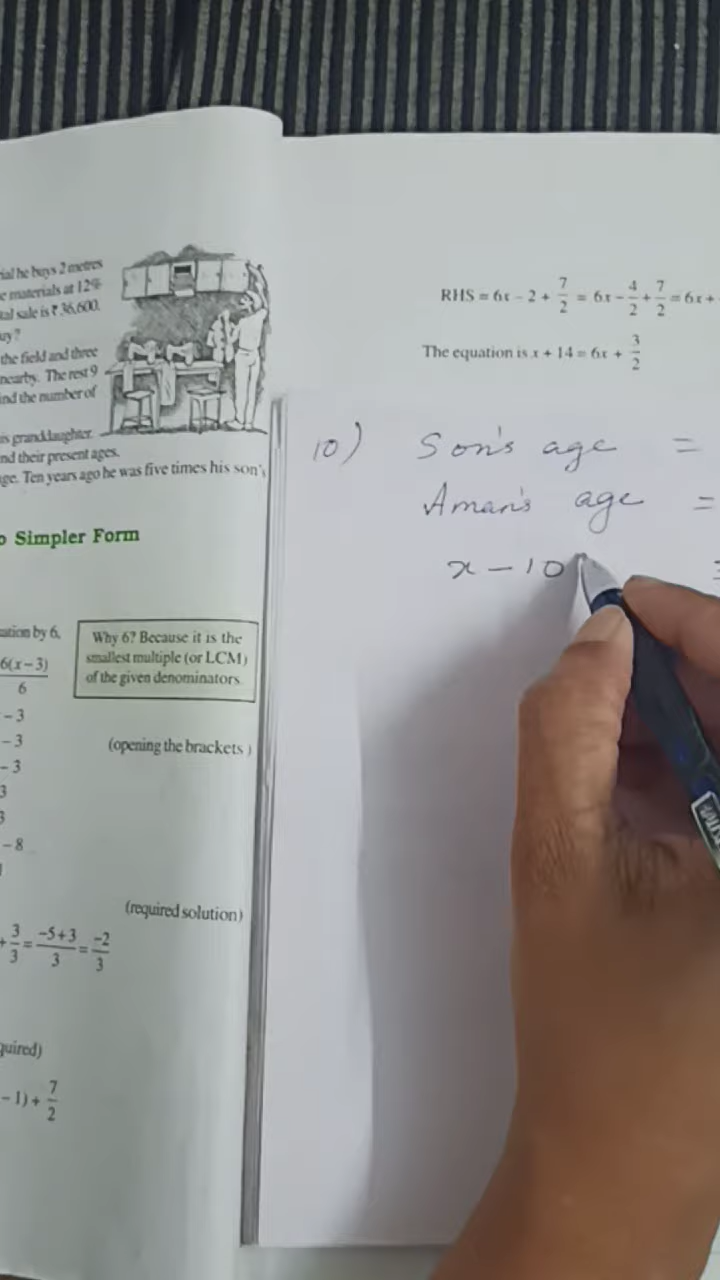 ial he buys 2 metres
e materials at 12%
tal sale is ₹ 36,600.
uy?
the field and three
nearby. The rest 9
nd the number of
is granddaughter.
nd their present ages.
ge. Ten years ago he was five times his son's
o Simpler Form
ation by 6,
6(x-3)
6
Why 6? Because it is the
smallest multiple (or LCM)
of the given denominators.
- 3
- 3
(opening the brackets )
- 3
3
3
- 8
(required solution)
+ 3/3 = -5+3/3 = -2/3
quired)
- 1) + 7/2
RHS = 6x - 2 + 7/2 = 6x - 4/2 + 7/2 = 6x +
The equation is x + 14 = 6x + 3/2
10) Son's age =
Aman's age =
x - 10